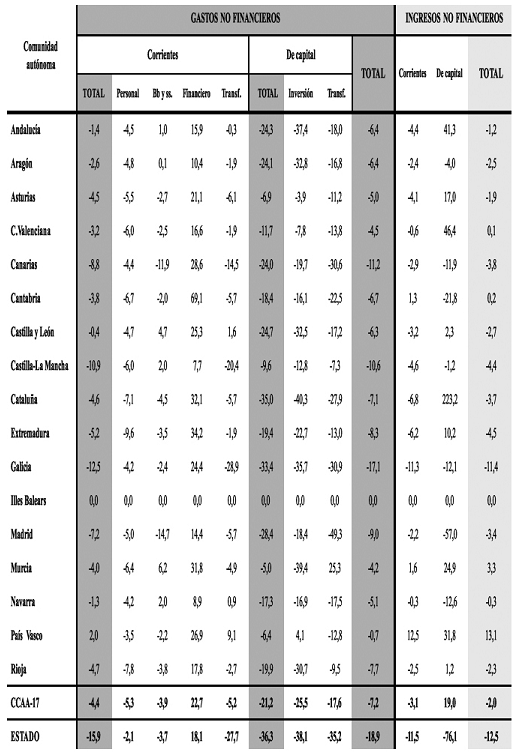 GASTOS NO FINANCIEROS INGRESOS NO FINANCIEROS
Comunidad autónoma Corrientes De capital TOTAL Corrientes De capital TOTAL
TOTAL Personal Bb y ss. Financiero Transf. TOTAL Inversión Transf.
Andalucía -1,4 -4,5 1,0 15,9 -0,3 -24,3 -37,4 -18,0 -6,4 -4,4 41,3 -1,2
Aragón -2,6 -4,8 0,1 10,4 -1,9 -24,1 -32,8 -16,8 -6,4 -2,4 -4,0 -2,5
Asturias -4,5 -5,5 -2,7 21,1 -6,1 -6,9 -3,9 -11,2 -5,0 -4,1 17,0 -1,9
C.Valenciana -3,2 -6,0 -2,5 16,6 -1,9 -11,7 -7,8 -13,8 -4,5 -0,6 46,4 0,1
Canarias -8,8 -4,4 -11,9 28,6 -14,5 -24,0 -19,7 -30,6 -11,2 -2,9 -11,9 -3,8
Cantabria -3,8 -6,7 -2,0 69,1 -5,7 -18,4 -16,1 -22,5 -6,7 1,3 -21,8 0,2
Castilla y León -0,4 -4,7 4,7 25,3 1,6 -24,7 -32,5 -17,2 -6,3 -3,2 2,3 -2,7
Castilla-La Mancha -10,9 -6,0 2,0 7,7 -20,4 -9,6 -12,8 -7,3 -10,6 -4,6 -1,2 -4,4
Cataluña -4,6 -7,1 -4,5 32,1 -5,7 -35,0 -40,3 -27,9 -7,1 -6,8 223,2 -3,7
Extremadura -5,2 -9,6 -3,5 34,2 -1,9 -19,4 -22,7 -13,0 -8,3 -6,2 10,2 -4,5
Galicia -12,5 -4,2 -2,4 24,4 -28,9 -33,4 -35,7 -30,9 -17,1 -11,3 -12,1 -11,4
Illes Balears 0,0 0,0 0,0 0,0 0,0 0,0 0,0 0,0 0,0 0,0 0,0 0,0
Madrid -7,2 -5,0 -14,7 14,4 -5,7 -28,4 -18,4 -49,3 -9,0 -2,2 -57,0 -3,4
Murcia -4,0 -6,4 6,2 31,8 -4,9 -5,0 -39,4 25,3 -4,2 1,6 24,9 3,3
Navarra -1,3 -4,2 2,0 8,9 0,9 -17,3 -16,9 -17,5 -5,1 -0,3 -12,6 -0,3
País Vasco 2,0 -3,5 -2,2 26,9 9,1 -6,4 4,1 -12,8 -0,7 12,5 31,8 13,1
Rioja -4,7 -7,8 -3,8 17,8 -2,7 -19,9 -30,7 -9,5 -7,7 -2,5 1,2 -2,3
CCAA-17 -4,4 -5,3 -3,9 22,7 -5,2 -21,2 -25,5 -17,6 -7,2 -3,1 19,0 -2,0
ESTADO -15,9 -2,1 -3,7 18,1 -27,7 -36,3 -38,1 -35,2 -18,9 -11,5 -76,1 -12,5